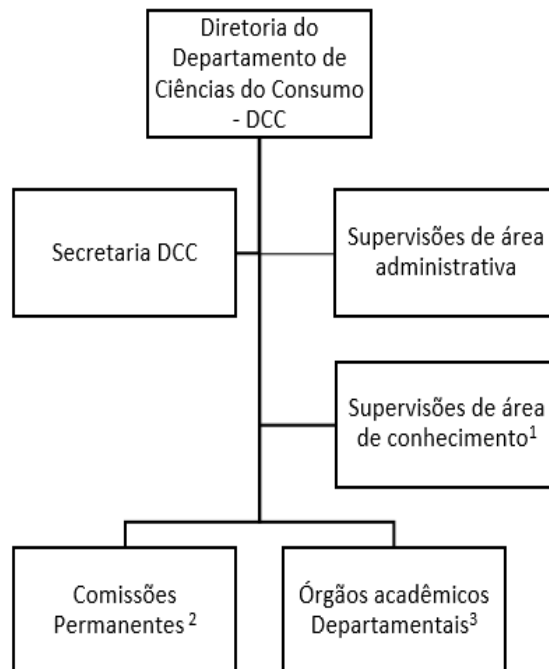 Diretoria do
Departamento de
Ciências do Consumo
- DCC
Secretaria DCC
Supervisões de área
administrativa
Supervisões de área
de conhecimento¹
Comissões
Permanentes ²
Órgãos acadêmicos
Departamentais³